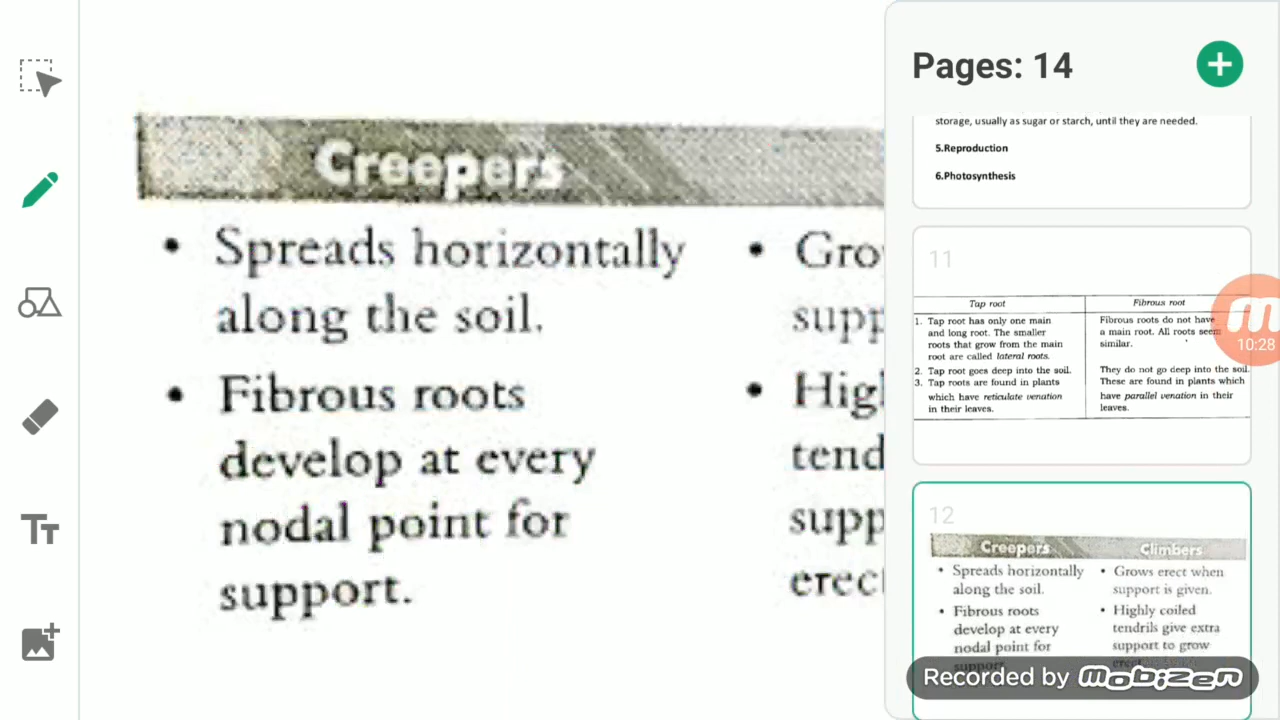 Creepers
• Spreads horizontally
along the soil.
• Fibrous roots
develop at every
nodal point for
support.
• Gro
supp
• Higl
tend
supp
erec
Pages: 14
storage, usually as sugar or starch, until they are needed.
5.Reproduction
6.Photosynthesis
11
Tap root
1. Tap root has only one main
and long root. The smaller
roots that grow from the main
root are called lateral roots.
2. Tap root goes deep into the soil.
3. Tap roots are found in plants
which have reticulate venation
in their leaves.
Fibrous root
Fibrous roots do not have
a main root. All roots seem
similar.
They do not go deep into the soil.
These are found in plants which
have parallel venation in their
leaves.
10:28
12
Creepers
• Spreads horizontally
along the soil.
• Fibrous roots
develop at every
nodal point for
support.
Climbers
• Grows erect when
support is given.
• Highly coiled
tendrils give extra
support to grow
Recorded by mobizen
TT